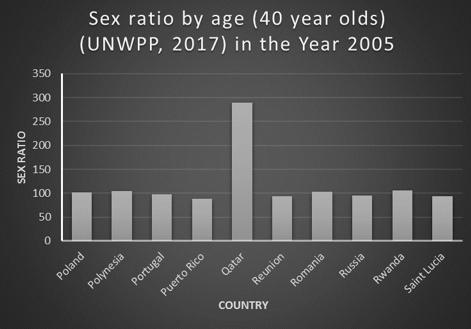 Sex ratio by age (40 year olds)
(UNWPP, 2017) in the Year 2005
350
300
250
200
150
100
50
0
SEX RATIO
Poland
Polynesia
Portugal
Puerto Rico
Qatar
Reunion
Romania
Russia
Rwanda
Saint Lucia
COUNTRY